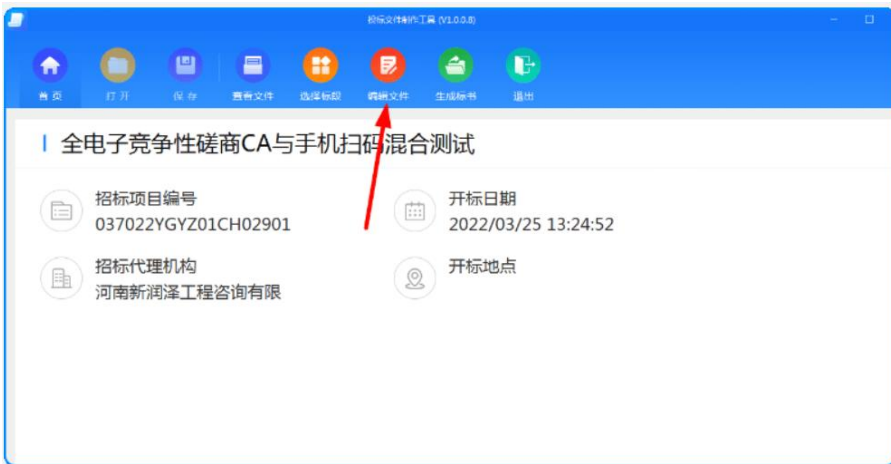 投标文件制作工具 (V1.0.0.8)
首页 打开 保存 查看文件 选择标段 编辑文件 生成标书 退出
全电子竞争性磋商CA与手机扫码混合测试
招标项目编号 开标日期
037022YGYZ01CH02901 2022/03/25 13:24:52
招标代理机构 开标地点
河南新润泽工程咨询有限